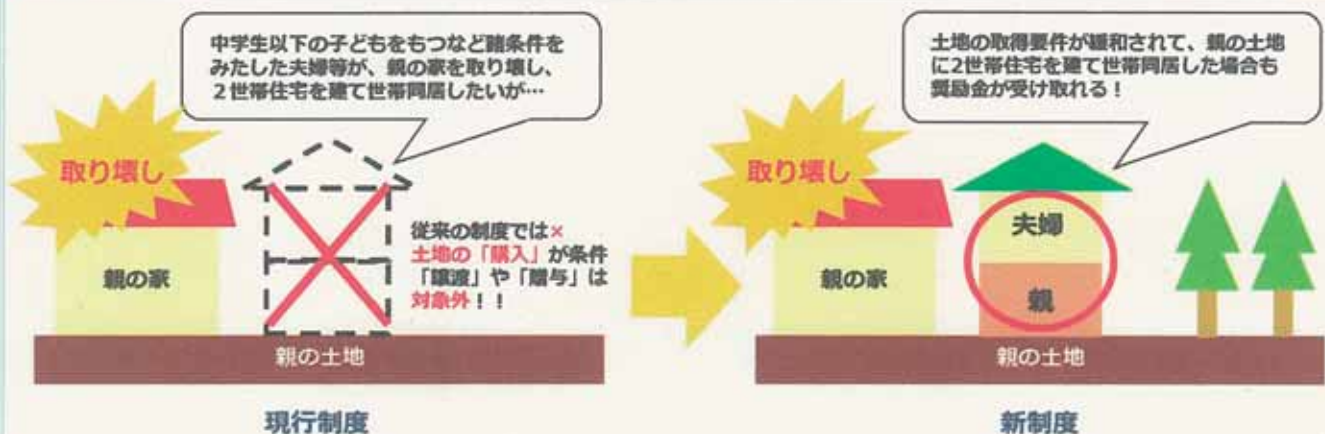 中学生以下の子どもをもつなど諸条件を
みたした夫婦等が、親の家を取り壊し、
２世帯住宅を建て世帯同居したいが…
取り壊し
親の家
従来の制度では×
土地の「購入」が条件
「譲渡」や「贈与」は
対象外！！
親の土地
現行制度
土地の取得要件が緩和されて、親の土地
に2世帯住宅を建て世帯同居した場合も
奨励金が受け取れる！
取り壊し
親の家
夫婦
親
親の土地
新制度